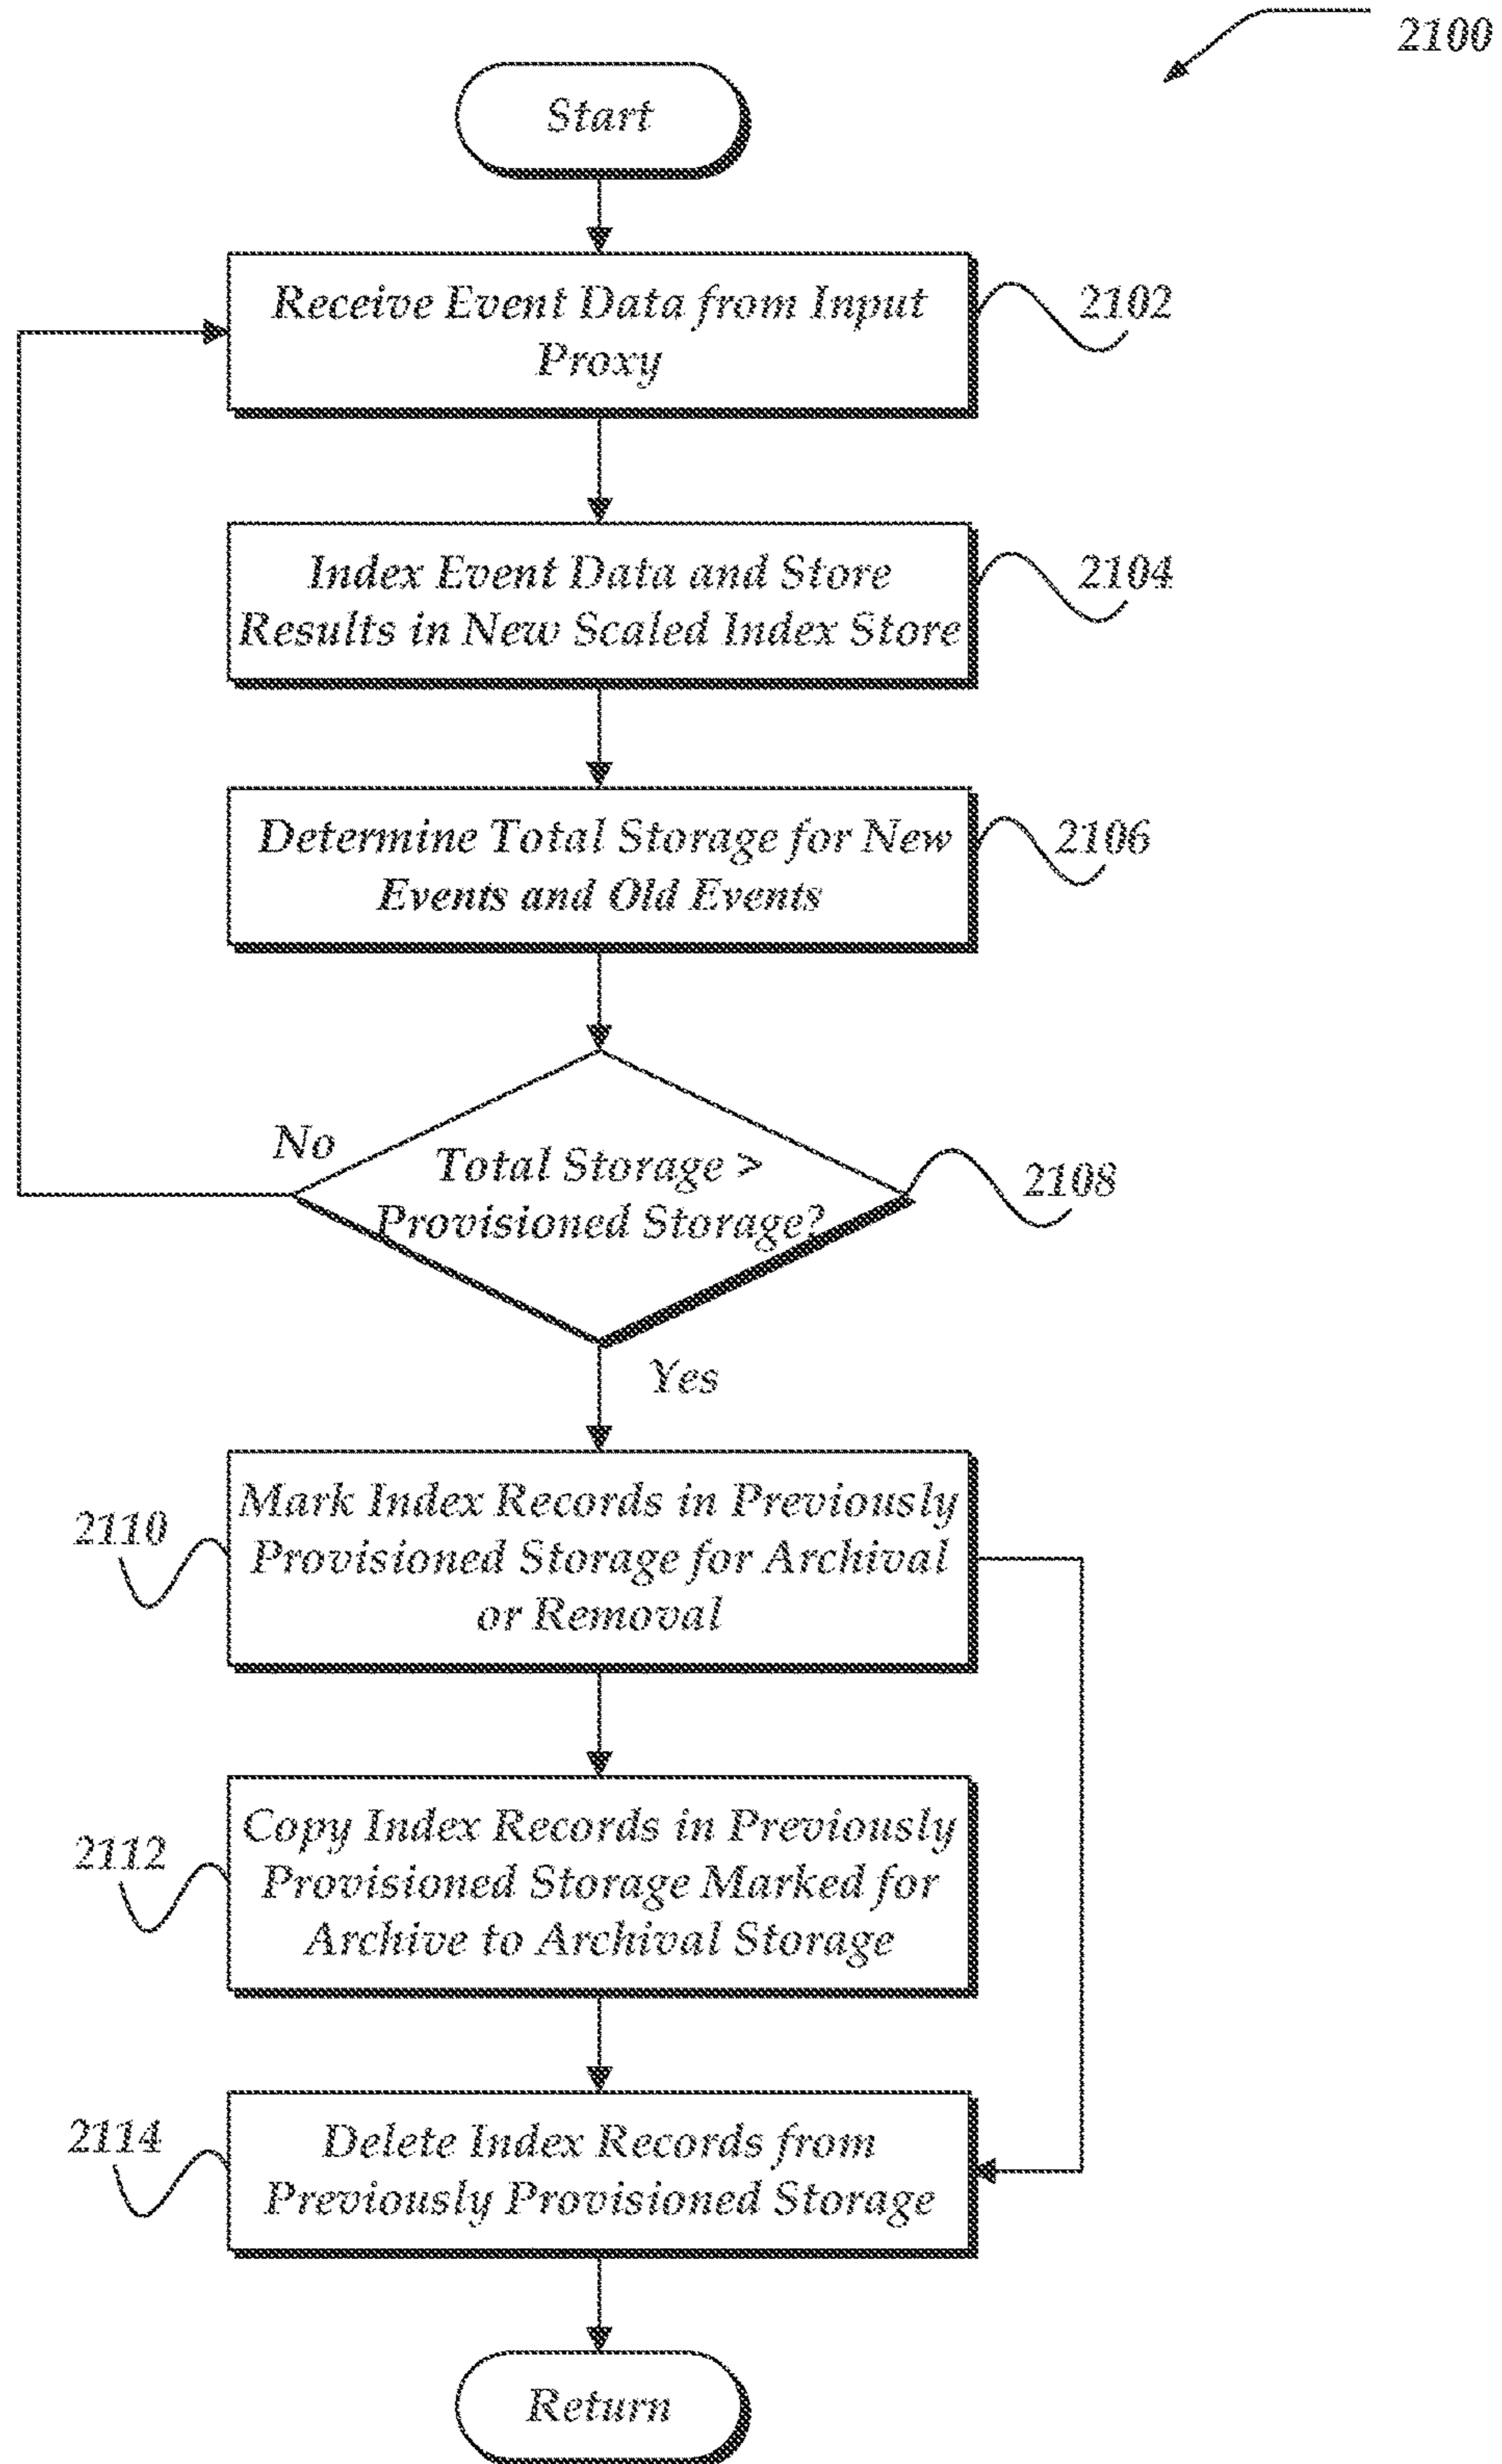 2100
Start
Receive Event Data from Input
Proxy
2102
Index Event Data and Store
Results in New Scaled Index Store
2104
Determine Total Storage for New
Events and Old Events
2106
No
Total Storage >
Provisioned Storage?
2108
Yes
2110
Mark Index Records in Previously
Provisioned Storage for Archival
or Removal
2112
Copy Index Records in Previously
Provisioned Storage Marked for
Archive to Archival Storage
2114
Delete Index Records from
Previously Provisioned Storage
Return